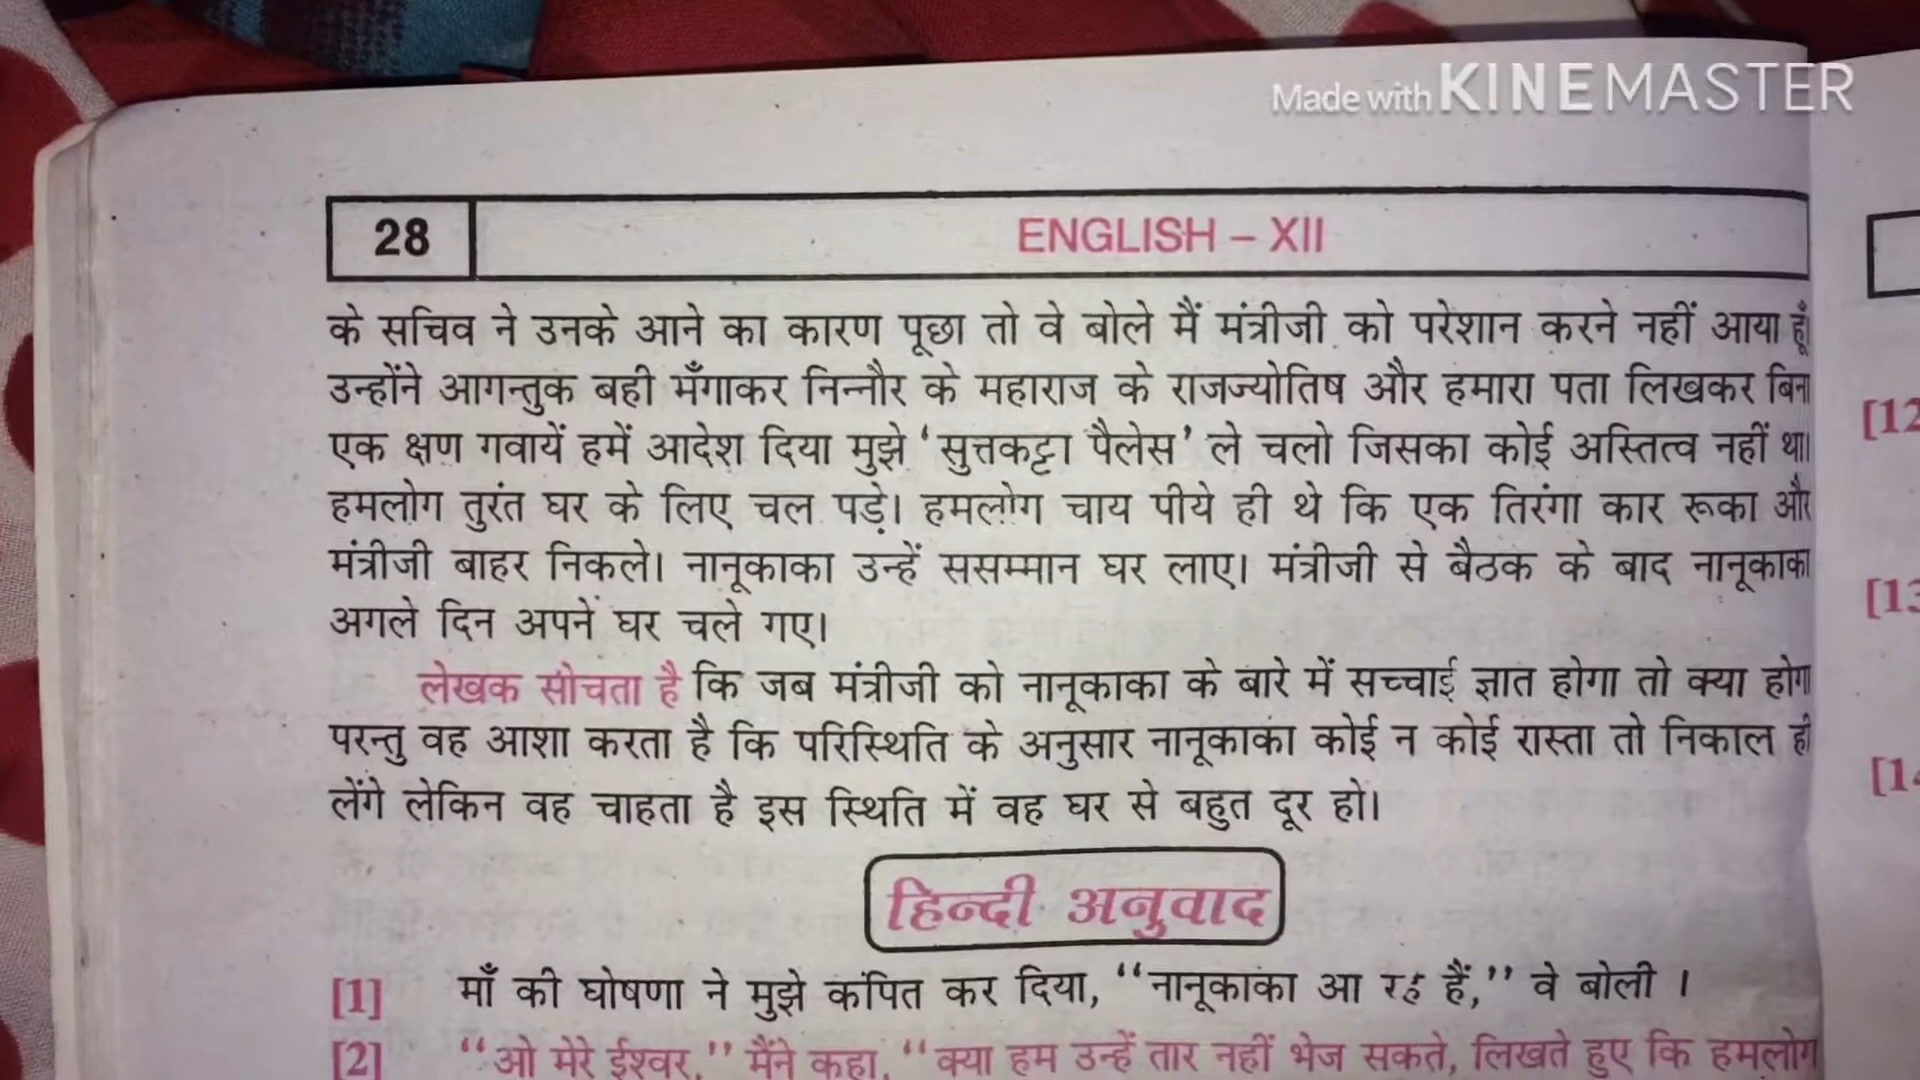 Made with KINEMASTER
28
ENGLISH – XII
के सचिव ने उनके आने का कारण पूछा तो वे बोले मैं मंत्रीजी को परेशान करने नहीं आया हूँ
उन्होंने आगन्तुक बही मँगाकर निन्नौर के महाराज के राजज्योतिष और हमारा पता लिखकर बिना
एक क्षण गवायें हमें आदेश दिया मुझे ‘सुत्तकट्टा पैलेस’ ले चलो जिसका कोई अस्तित्व नहीं था।
हमलोग तुरंत घर के लिए चल पड़े। हमलोग चाय पीये ही थे कि एक तिरंगा कार रूका और
मंत्रीजी बाहर निकले। नानूकाका उन्हें ससम्मान घर लाए। मंत्रीजी से बैठक के बाद नानूकाका
अगले दिन अपनें घर चले गए।
लेखक सोचता है कि जब मंत्रीजी को नानूकाका के बारे में सच्चाई ज्ञात होगा तो क्या होगा
परन्तु वह आशा करता है कि परिस्थिति के अनुसार नानूकाका कोई न कोई रास्ता तो निकाल ही
लेंगे लेकिन वह चाहता है इस स्थिति में वह घर से बहुत दूर हो।
हिन्दी अनुवाद
[1] माँ की घोषणा ने मुझे कंपित कर दिया, “नानूकाका आ रहे हैं,” वे बोली ।
[2] “ओ मेरे ईश्वर,” मैंने कहा, “क्या हम उन्हें तार नहीं भेज सकते, लिखते हुए कि हमलोग
[12
[13